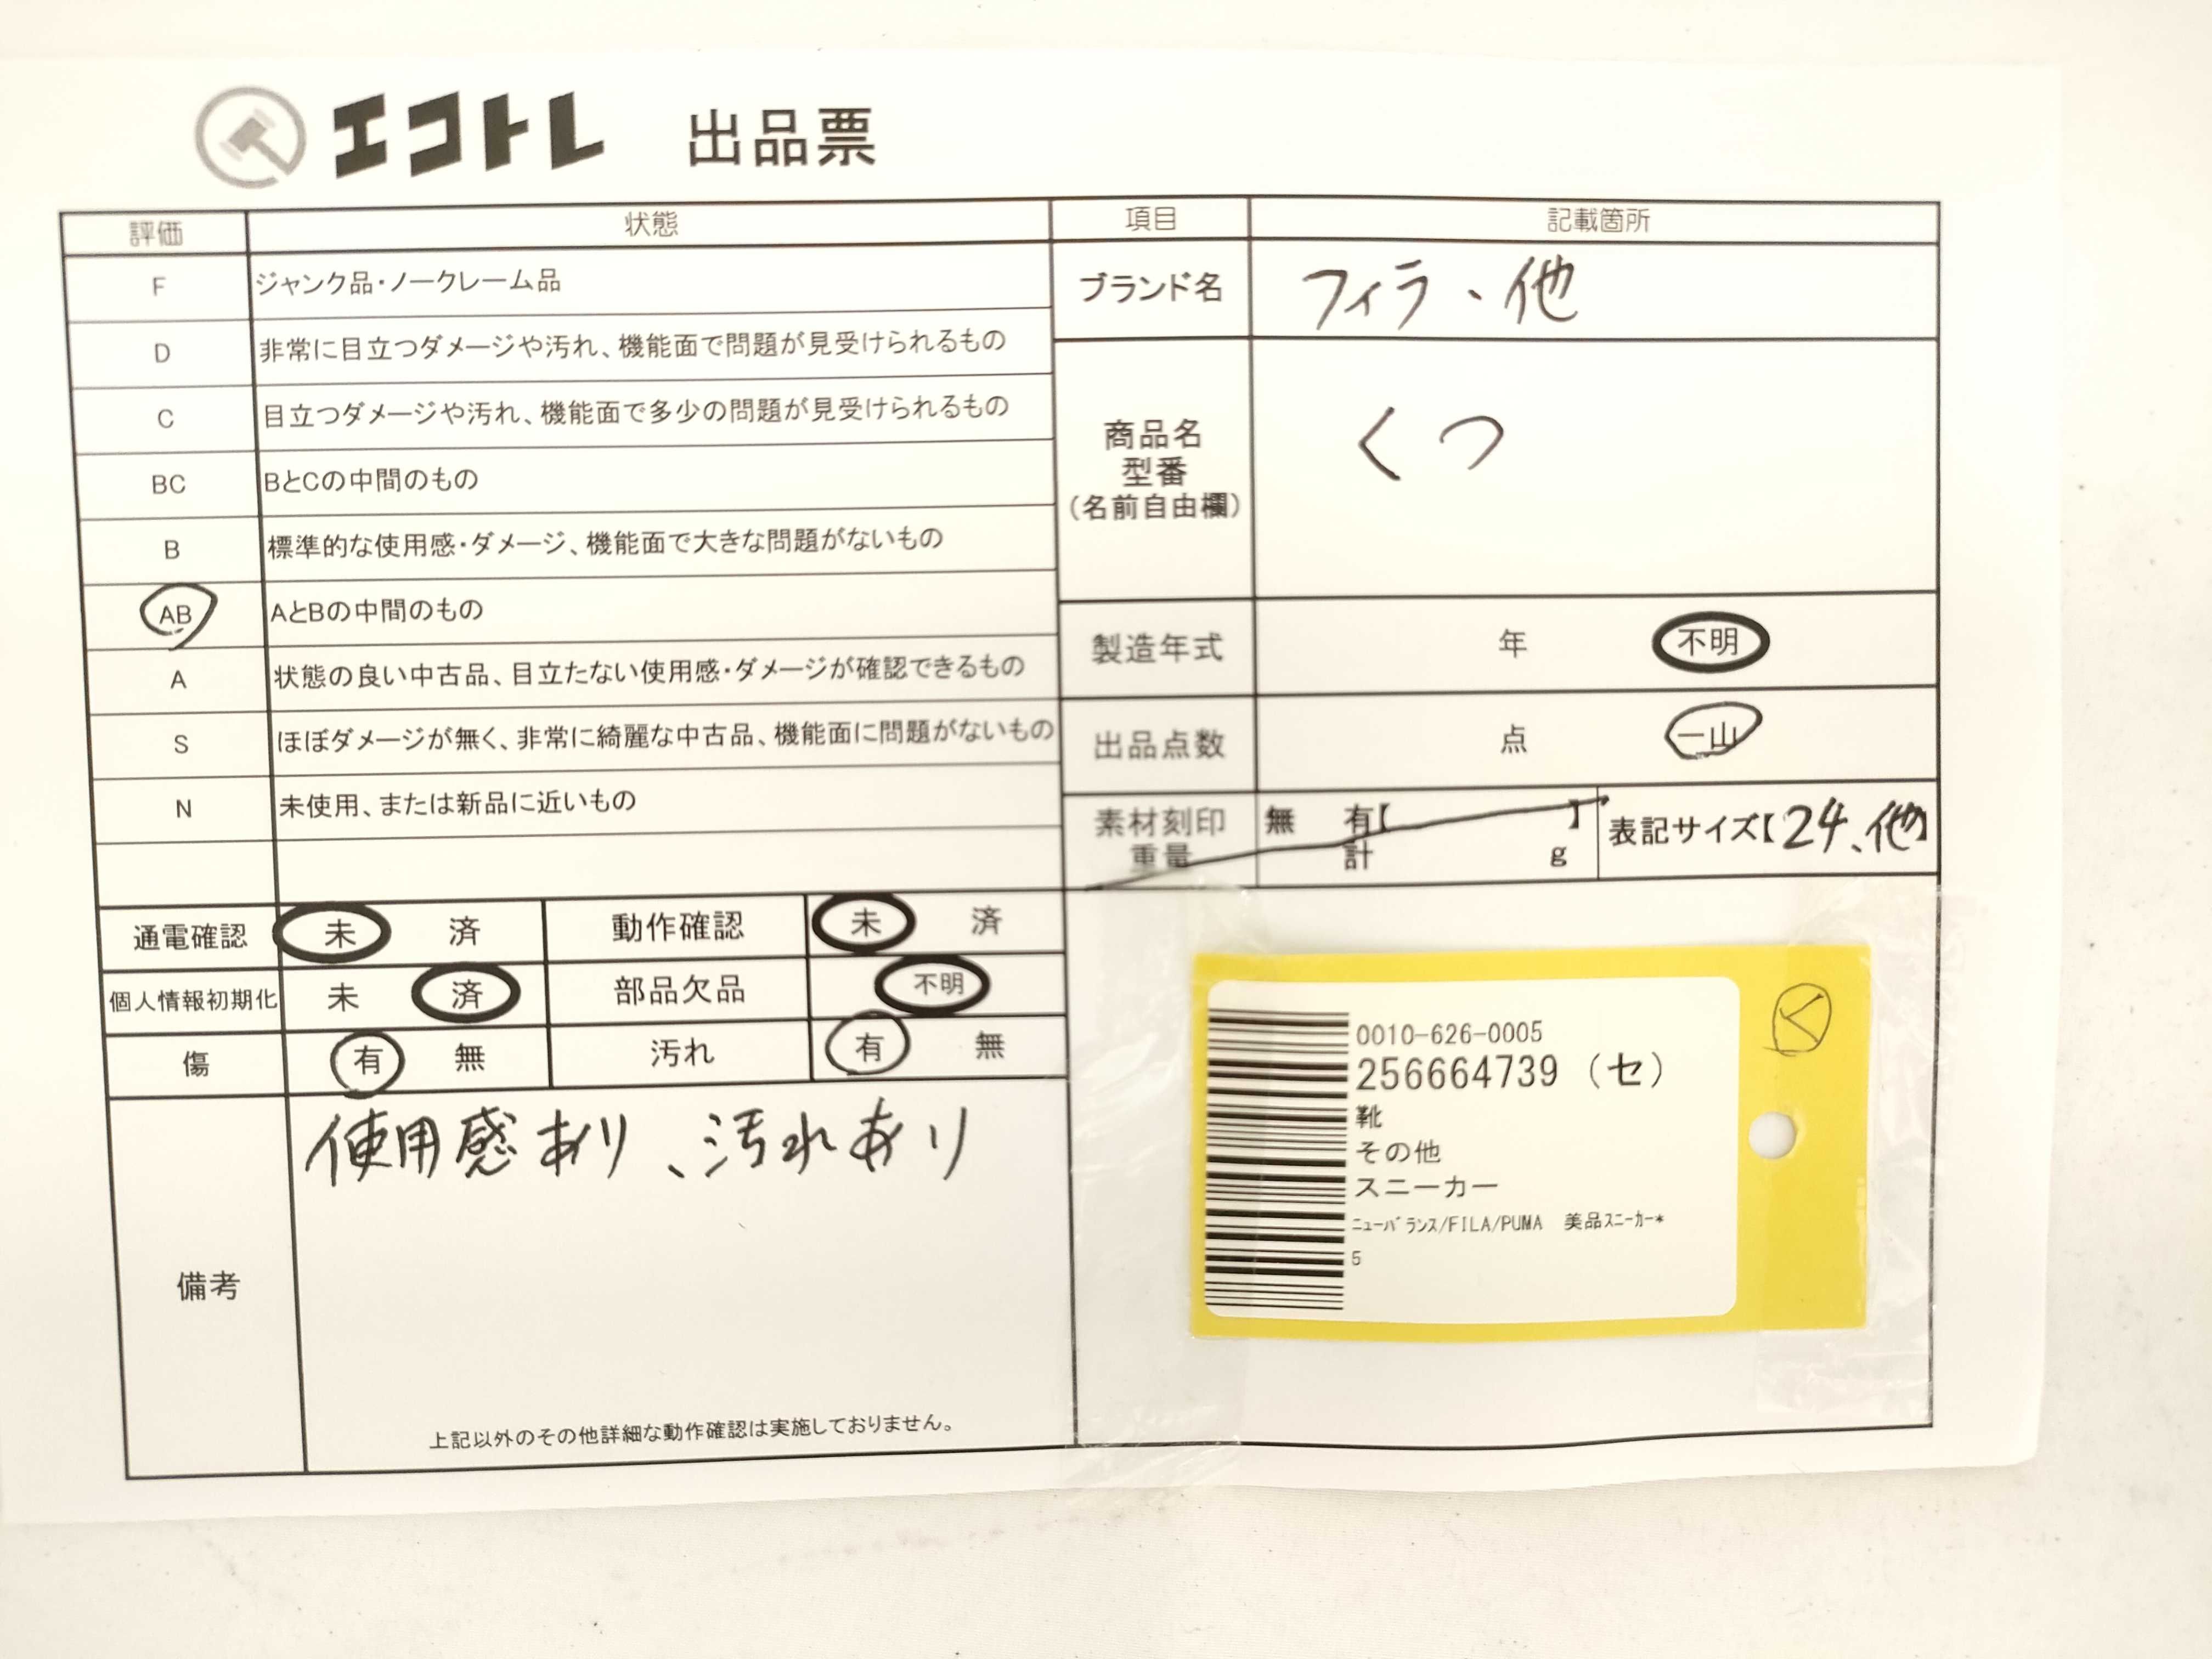 エコトレ 出品票
評価 状態
F ジャンク品・ノークレーム品
D 非常に目立つダメージや汚れ、機能面で問題が見受けられるもの
C 目立つダメージや汚れ、機能面で多少の問題が見受けられるもの
BC BとCの中間のもの
B 標準的な使用感・ダメージ、機能面で大きな問題がないもの
AB AとBの中間のもの
A 状態の良い中古品、目立たない使用感・ダメージが確認できるもの
S ほぼダメージが無く、非常に綺麗な中古品、機能面に問題がないもの
N 未使用、または新品に近いもの
項目 記載箇所
ブランド名 フィラ、他
商品名
型番
(名前自由欄)
くつ
製造年式 年 不明
出品点数 点 一山
素材刻印 無 有【 】
重量 計 g
表記サイズ【24、他】
通電確認 未 済 動作確認 未 済
個人情報初期化 未 済 部品欠品 不明
傷 有 無 汚れ 有 無
備考
使用感あり、汚れあり
上記以外のその他詳細な動作確認は実施しておりません。
0010-626-0005
256664739 (セ)
靴
その他
スニーカー
ﾆｭｰﾊﾞﾗﾝｽ/FILA/PUMA 美品ｽﾆｰｶｰ*
5
く